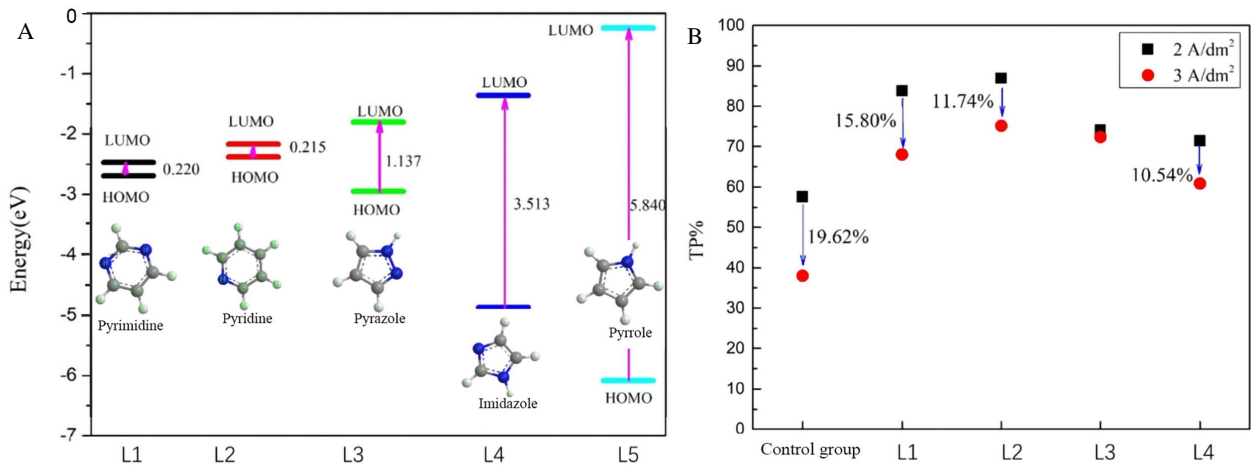 A
Energy(eV)
0
-1
-2
-3
-4
-5
-6
-7
LUMO
HOMO
0.220
Pyrimidine
LUMO
HOMO
0.215
Pyridine
LUMO
HOMO
1.137
Pyrazole
LUMO
3.513
Imidazole
LUMO
5.840
Pyrrole
HOMO
L1 L2 L3 L4 L5
B
TP%
100
90
80
70
60
50
40
30
20
10
0
2 A/dm²
3 A/dm²
19.62%
15.80%
11.74%
10.54%
Control group L1 L2 L3 L4